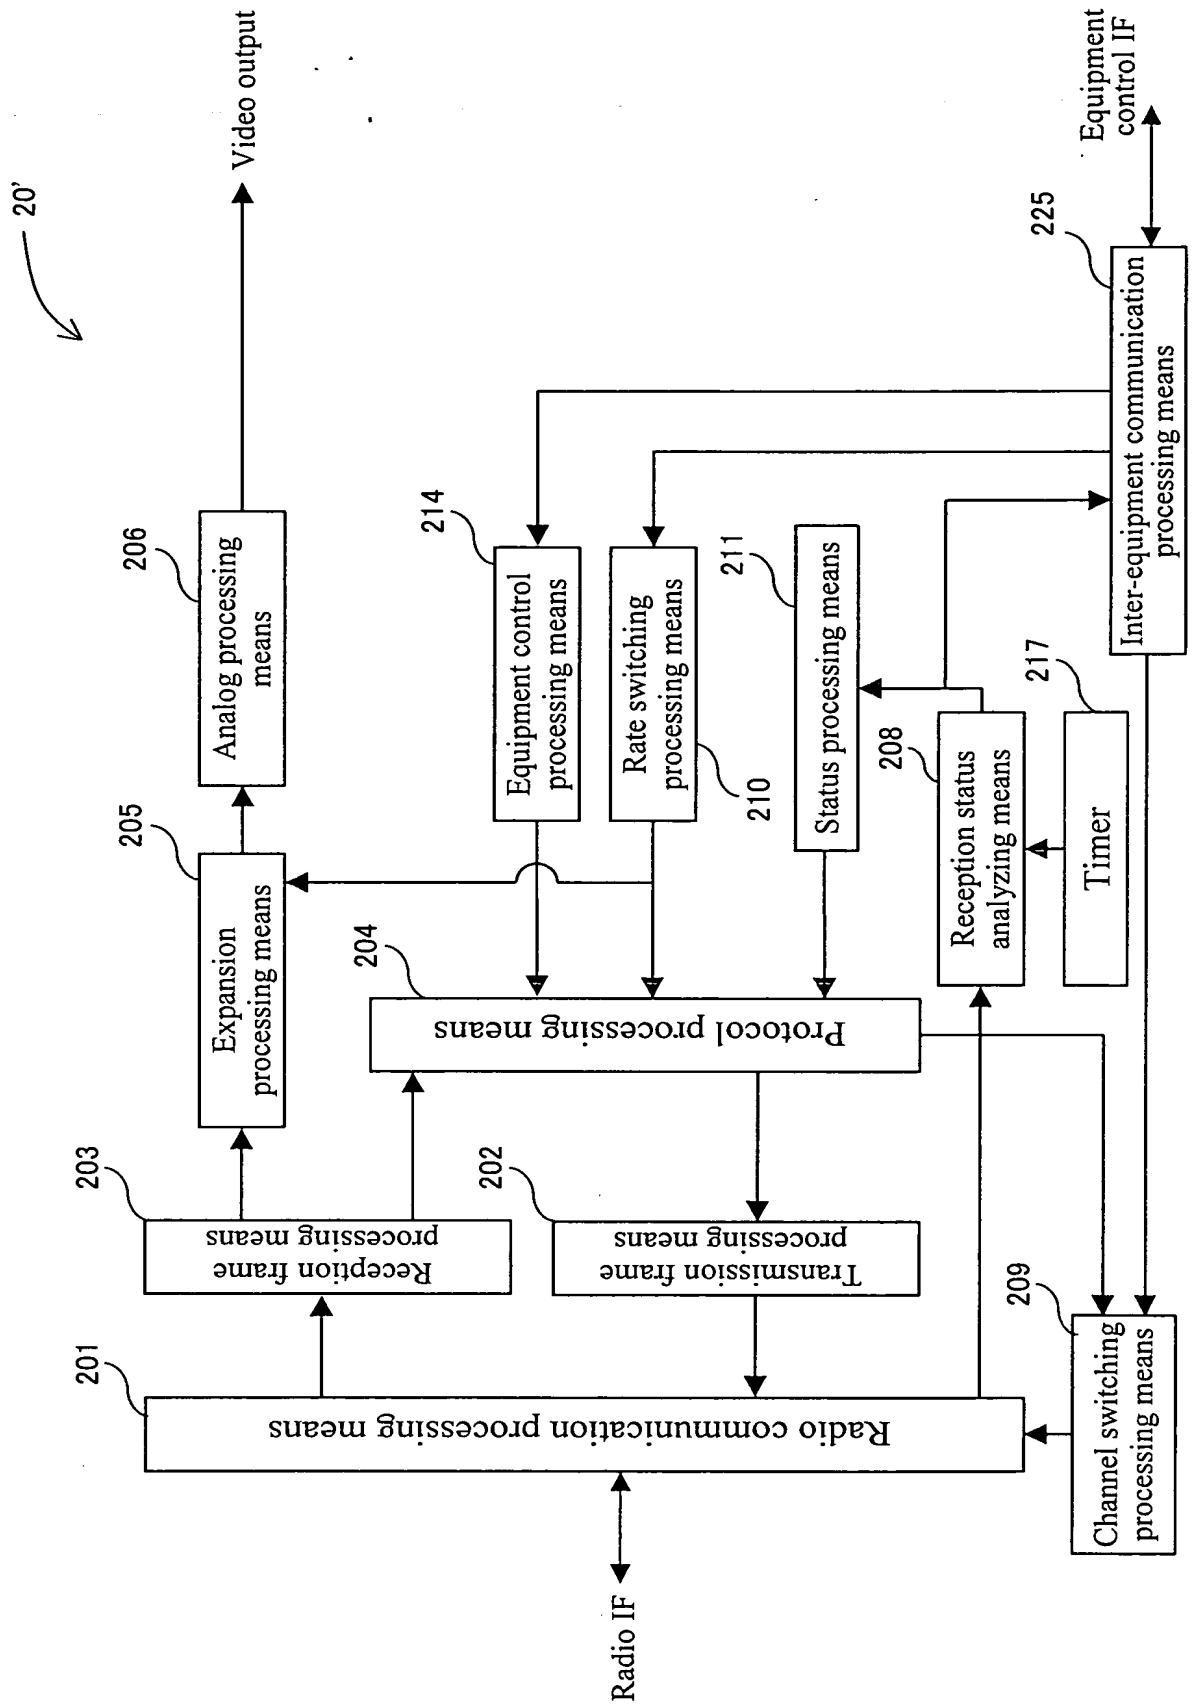 20'
Video output
206
Analog processing
means
205
Expansion
processing means
203
Reception frame
processing means
201
Radio communication processing means
Radio IF
204
Protocol processing means
202
Transmission frame
processing means
214
Equipment control
processing means
Rate switching
processing means
210
211
Status processing means
208
Reception status
analyzing means
217
Timer
209
Channel switching
processing means
225
Inter-equipment communication
processing means
Equipment
control IF